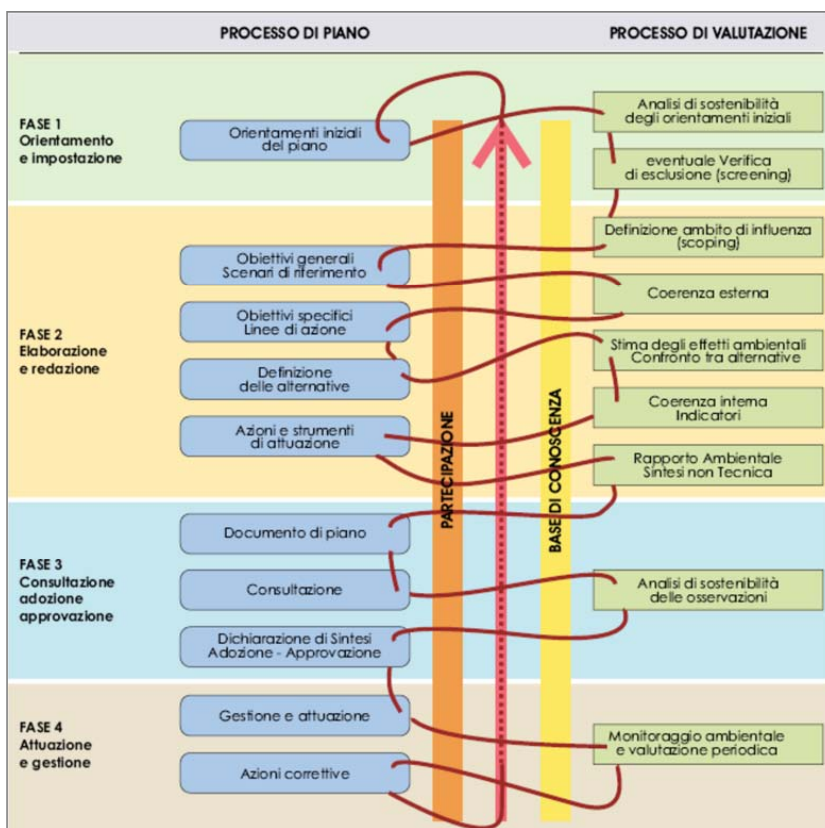 PROCESSO DI PIANO
PROCESSO DI VALUTAZIONE
FASE 1
Orientamento
e impostazione
Orientamenti iniziali
del piano
Analisi di sostenibilità
degli orientamenti iniziali
eventuale Verifica
di esclusione (screening)
FASE 2
Elaborazione
e redazione
Obiettivi generali
Scenari di riferimento
Obiettivi specifici
Linee di azione
Definizione
delle alternative
Azioni e strumenti
di attuazione
Definizione ambito di influenza
(scoping)
Coerenza esterna
Stima degli effetti ambientali
Confronto tra alternative
Coerenza interna
Indicatori
Rapporto Ambientale
Sintesi non Tecnica
PARTECIPAZIONE
BASE DI CONOSCENZA
FASE 3
Consultazione
adozione
approvazione
Documento di piano
Consultazione
Dichiarazione di Sintesi
Adozione - Approvazione
Analisi di sostenibilità
delle osservazioni
FASE 4
Attuazione
e gestione
Gestione e attuazione
Azioni correttive
Monitoraggio ambientale
e valutazione periodica